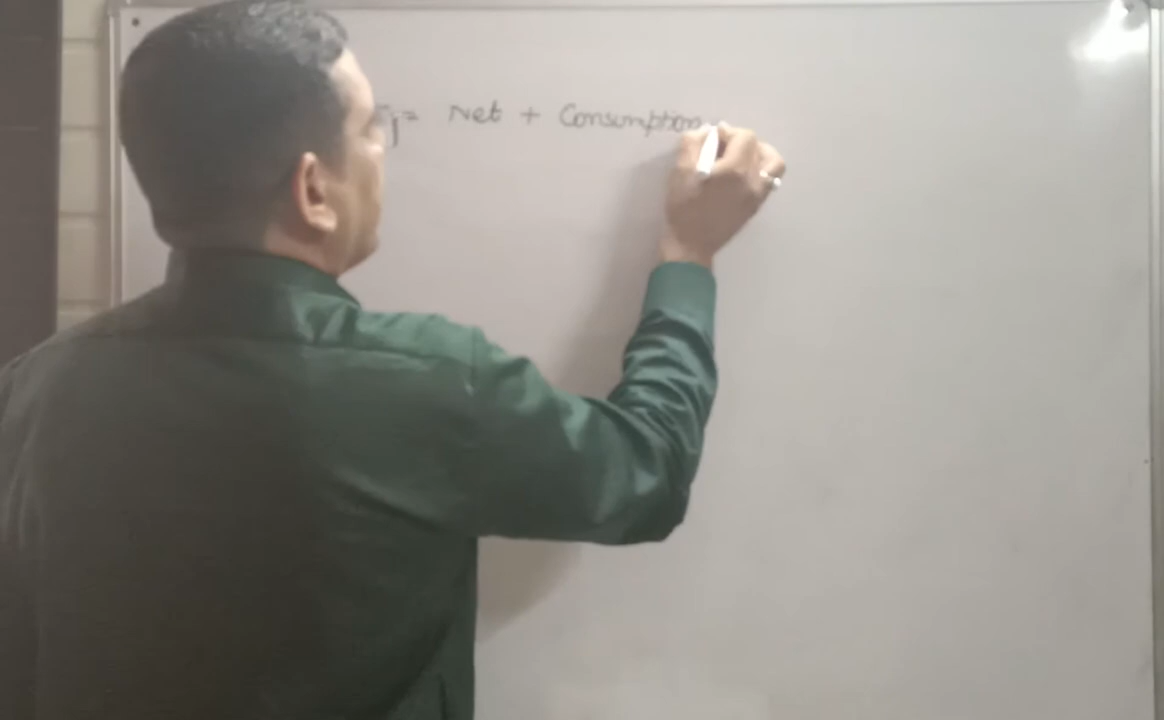 = Net + Consumption